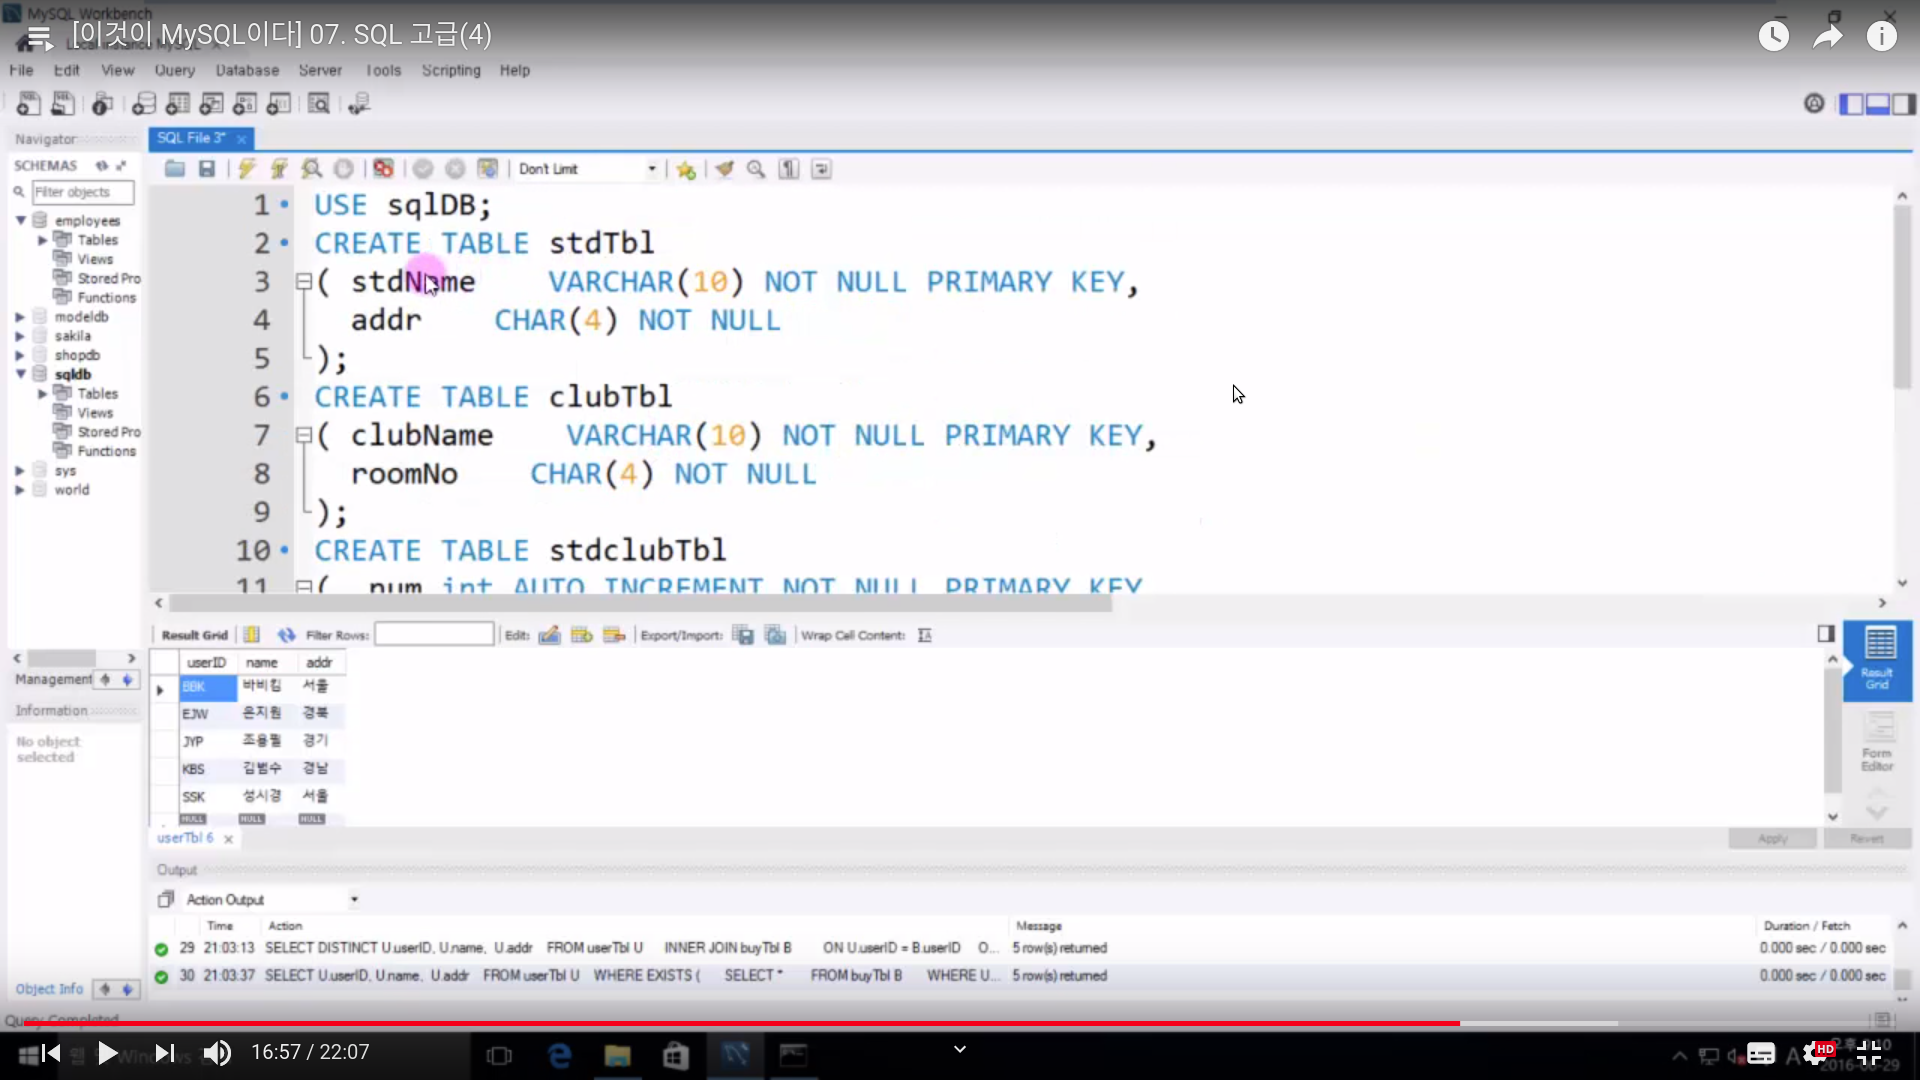 MySQL Workbench
[이것이 MySQL이다] 07. SQL 고급(4)
File Edit View Query Database Server Tools Scripting Help
Navigator
SQL File 3*
SCHEMAS
Don't Limit
Filter objects
employees
Tables
Views
Stored Pro
Functions
modeldb
sakila
shopdb
sqldb
Tables
Views
Stored Pro
Functions
sys
world
1 USE sqlDB;
2 CREATE TABLE stdTbl
3 ( stdName VARCHAR(10) NOT NULL PRIMARY KEY,
4 addr CHAR(4) NOT NULL
5 );
6 CREATE TABLE clubTbl
7 ( clubName VARCHAR(10) NOT NULL PRIMARY KEY,
8 roomNo CHAR(4) NOT NULL
9 );
10 CREATE TABLE stdclubTbl
11 ( num int AUTO_INCREMENT NOT NULL PRIMARY KEY
Management
Information
No object
selected
Result Grid Filter Rows: Edit: Export/Import: Wrap Cell Content:
userID name addr
BBK 바비킴 서울
EJW 은지원 경북
JYP 조용필 경기
KBS 김범수 경남
SSK 성시경 서울
NULL NULL NULL
Result
Grid
Form
Editor
userTbl 6
Apply Revert
Output
Action Output
Time Action Message Duration / Fetch
29 21:03:13 SELECT DISTINCT U.userID, U.name, U.addr FROM userTbl U INNER JOIN buyTbl B ON U.userID = B.userID O... 5 row(s) returned 0.000 sec / 0.000 sec
30 21:03:37 SELECT U.userID, U.name, U.addr FROM userTbl U WHERE EXISTS ( SELECT * FROM buyTbl B WHERE U... 5 row(s) returned 0.000 sec / 0.000 sec
Object Info
Query Completed
16:57 / 22:07
HD